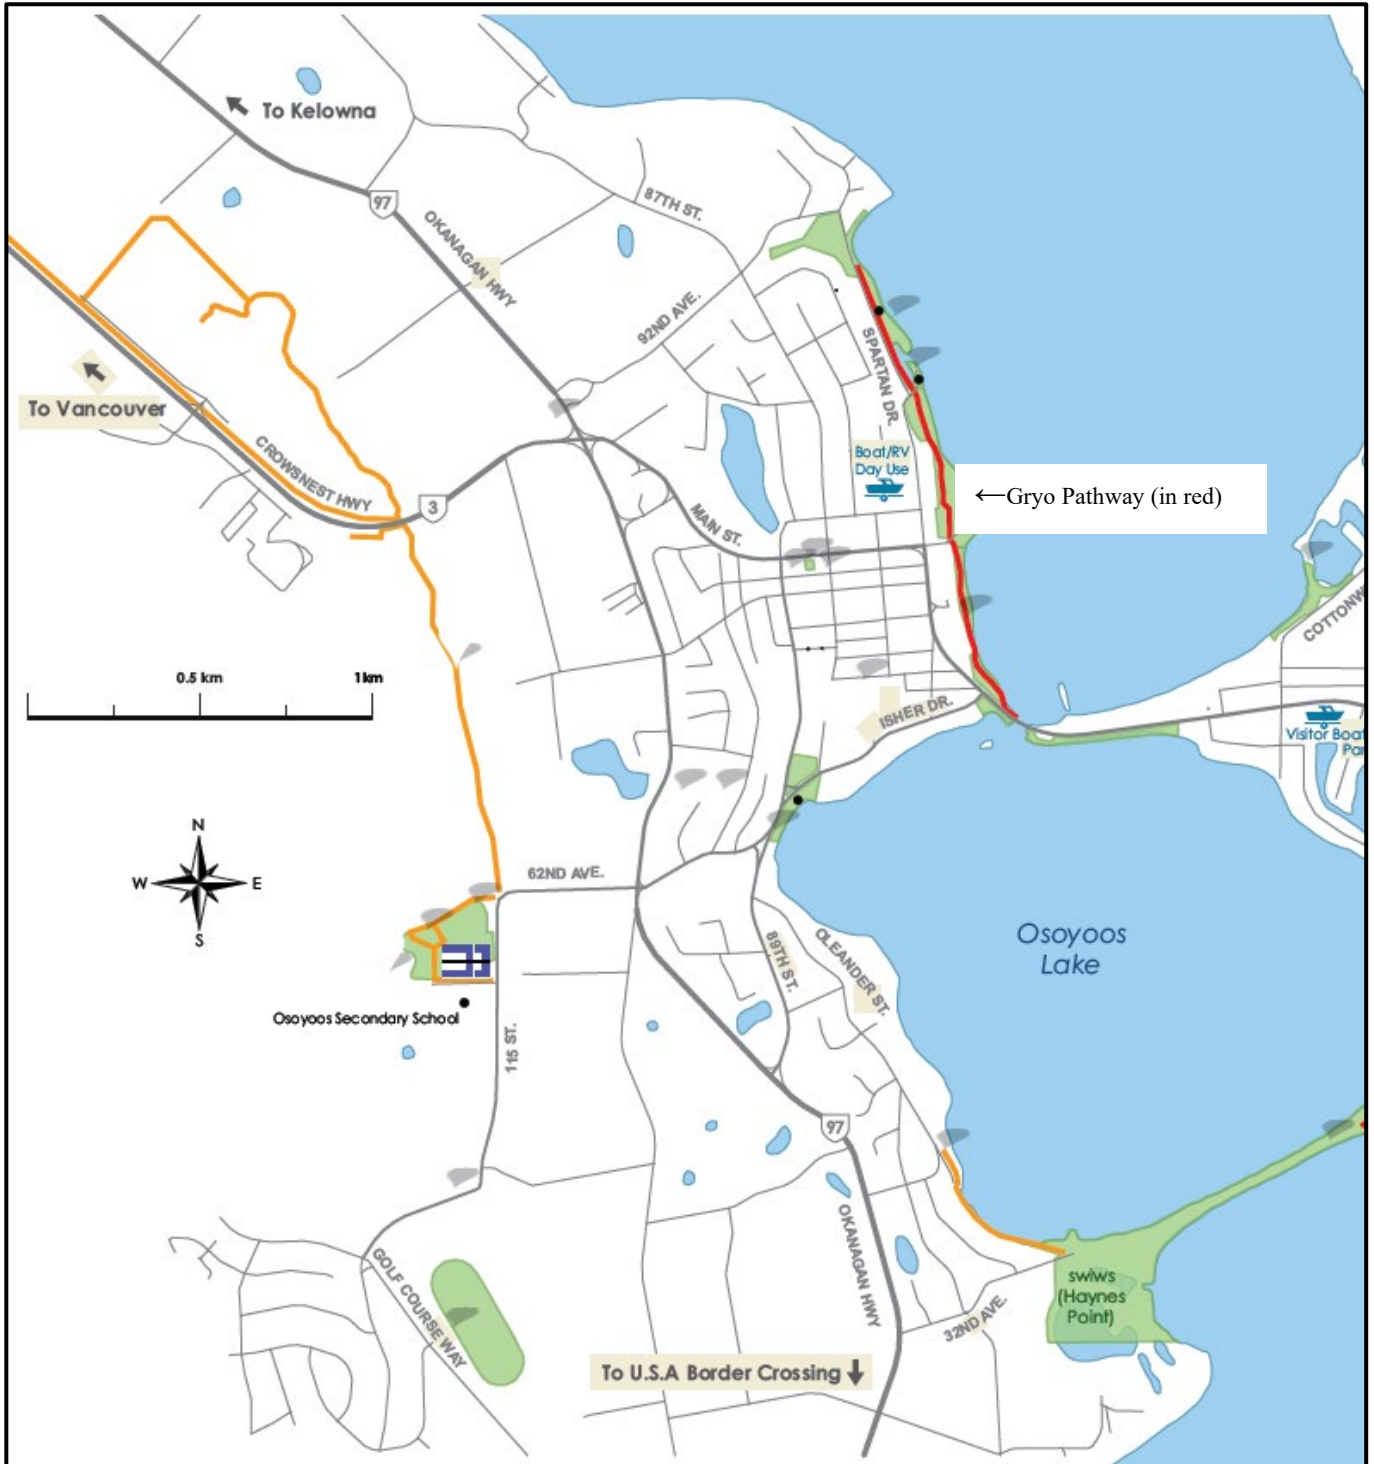 To Kelowna
97
OKANAGAN HWY
87TH ST.
92ND AVE.
SPARTAN DR.
To Vancouver
CROWSNEST HWY
3
MAIN ST.
Boat/RV
Day Use
←Gryo Pathway (in red)
COTTONW
0.5 km
1km
ISHER DR.
Visitor Boat
Par
N
W
E
S
62ND AVE.
89TH ST.
OLEANDER ST.
Osoyoos
Lake
Osoyoos Secondary School
115 ST.
97
OKANAGAN HWY
GOLF COURSE WAY
swiws
(Haynes
Point)
32ND AVE.
To U.S.A Border Crossing